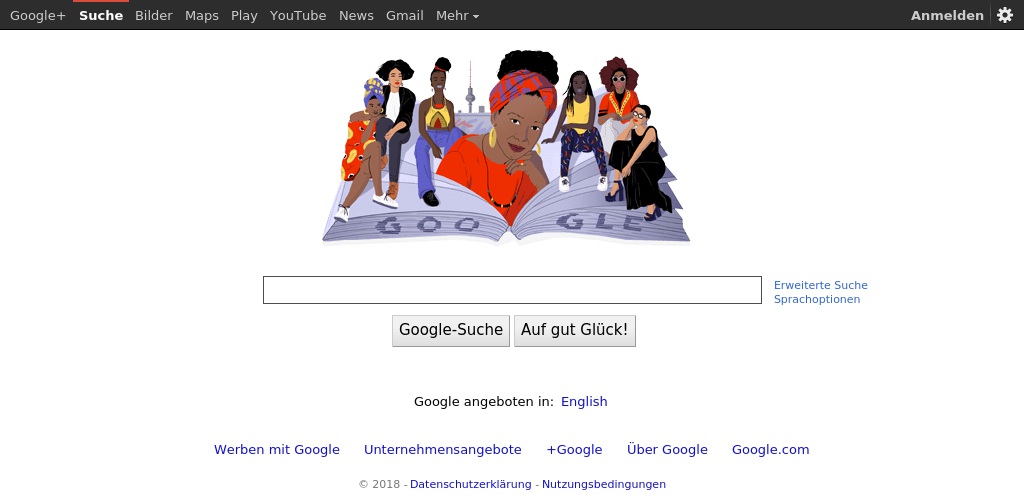 Google+ Suche Bilder Maps Play YouTube News Gmail Mehr Anmelden
GOOGLE
Erweiterte Suche
Sprachoptionen
Google-Suche Auf gut Glück!
Google angeboten in: English
Werben mit Google Unternehmensangebote +Google Über Google Google.com
© 2018 - Datenschutzerklärung - Nutzungsbedingungen